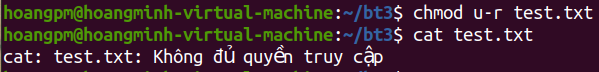 hoangpm@hoangminh-virtual-machine:~/bt3$ chmod u-r test.txt
hoangpm@hoangminh-virtual-machine:~/bt3$ cat test.txt
cat: test.txt: Không đủ quyền truy cập